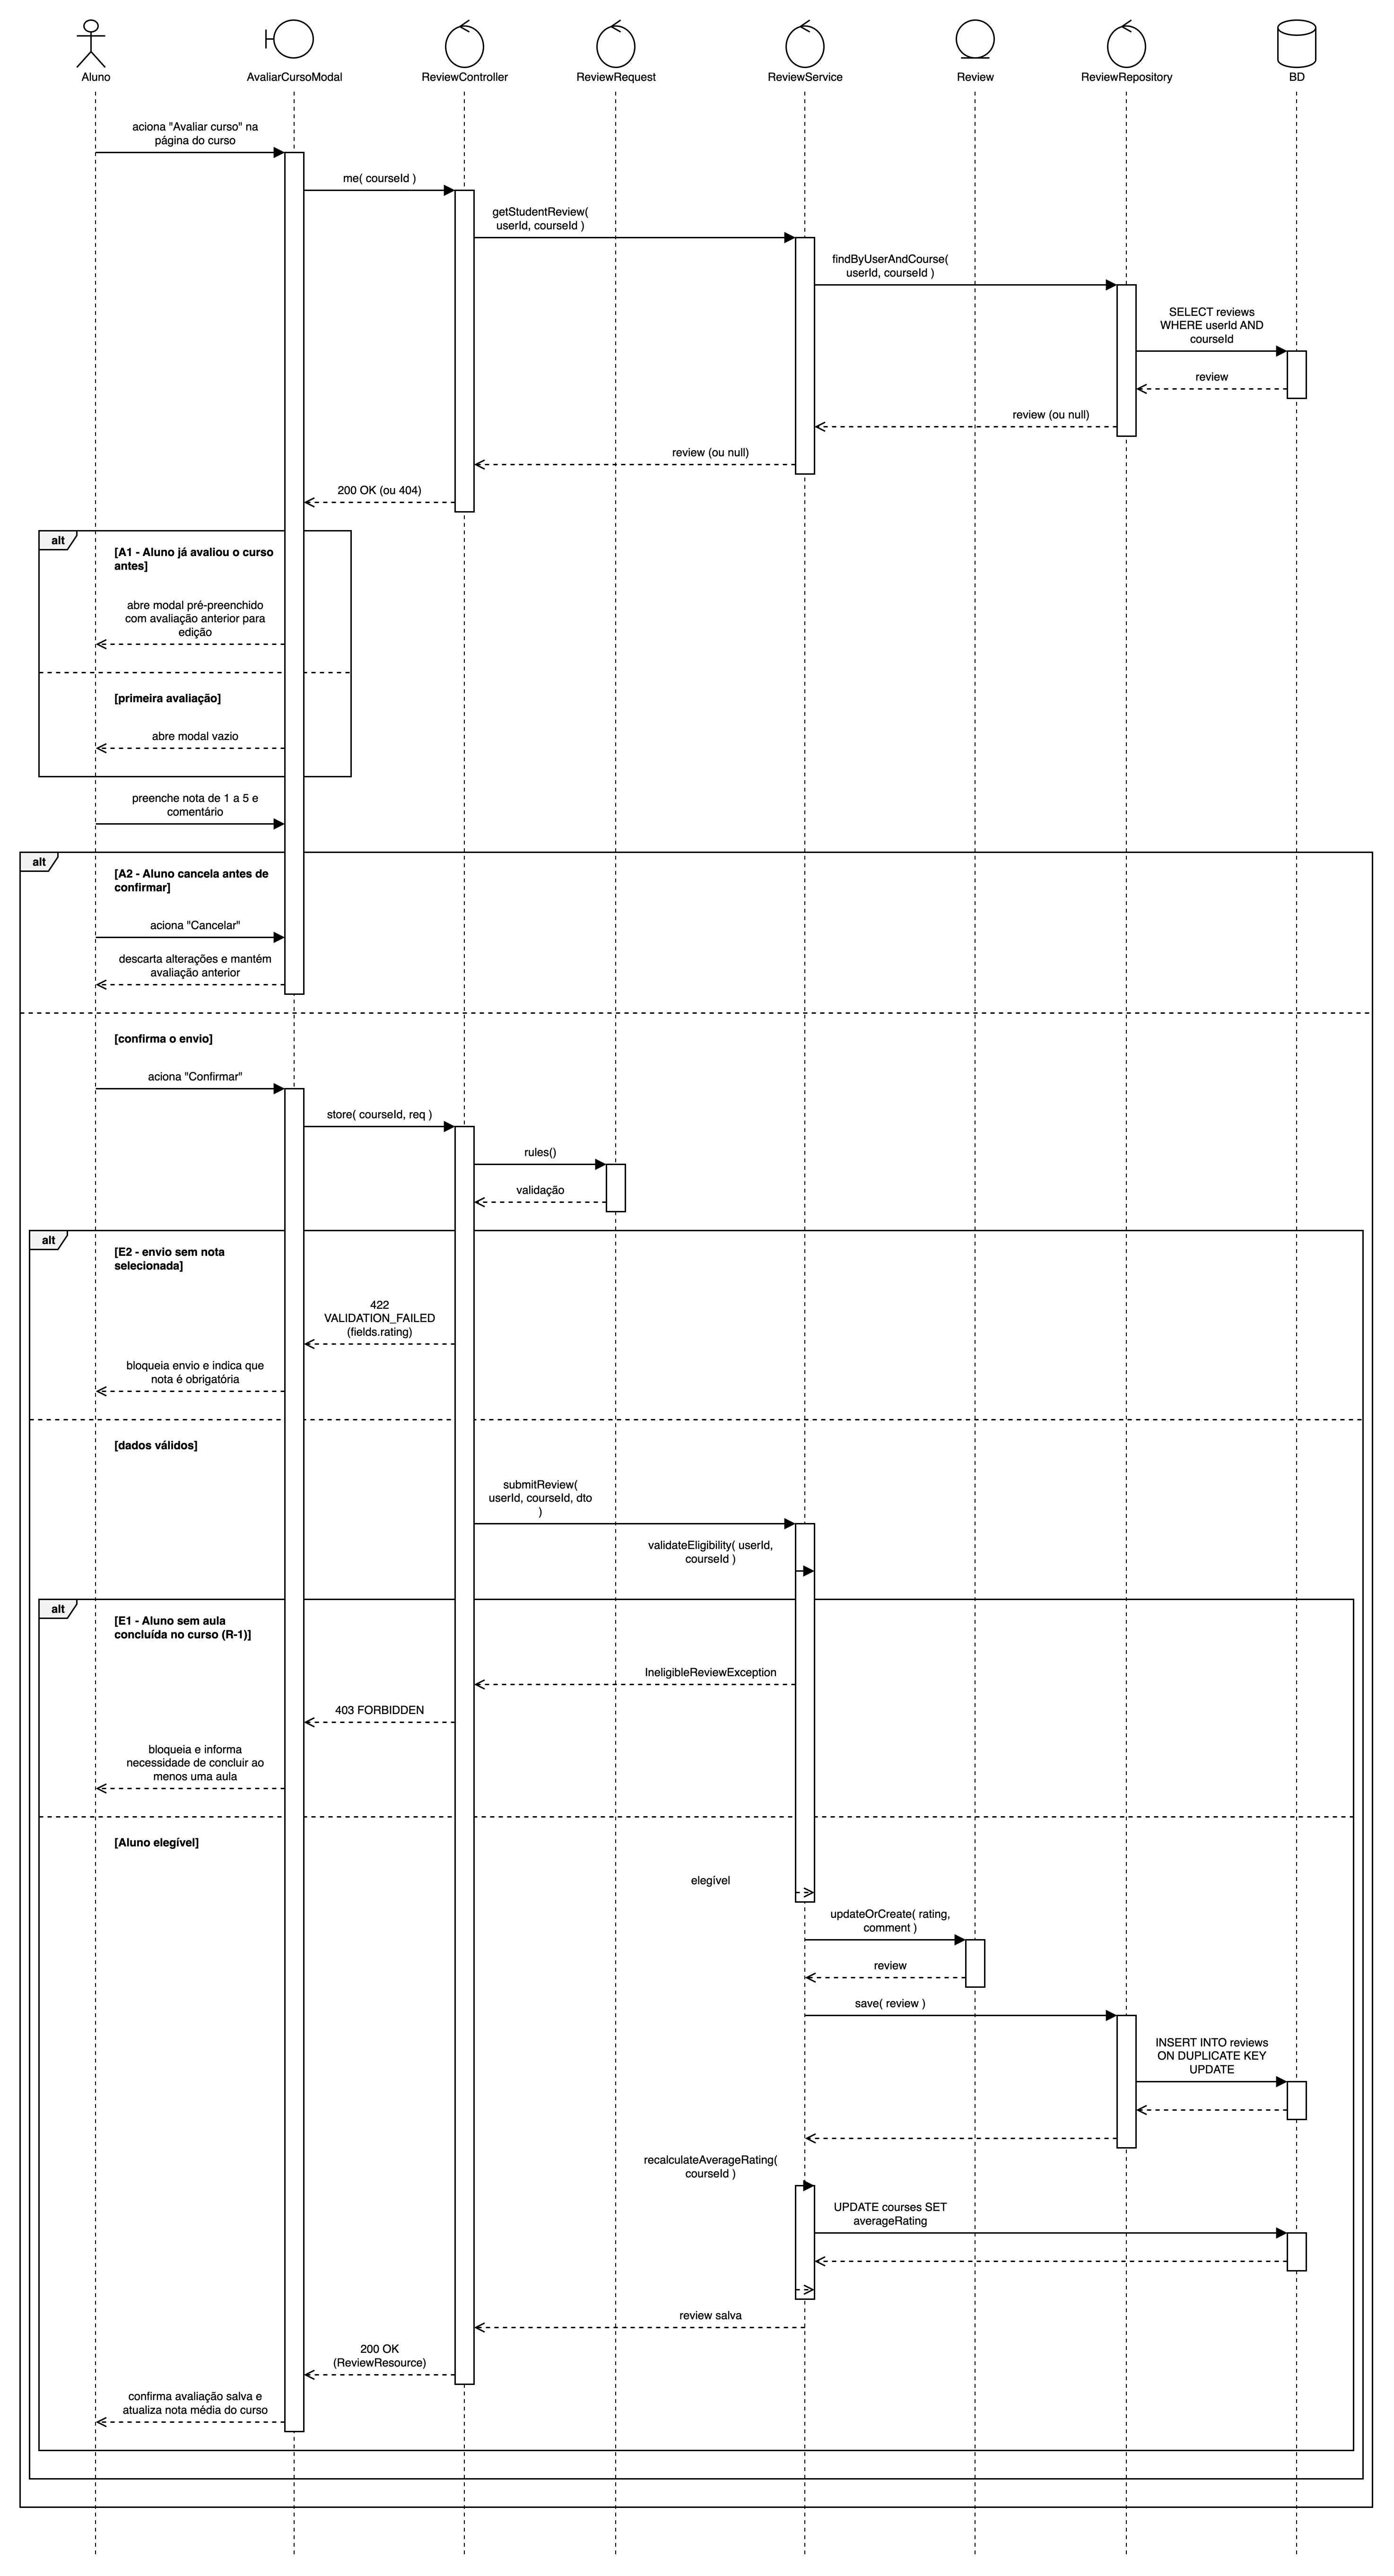 Aluno
AvaliarCursoModal
ReviewController
ReviewRequest
ReviewService
Review
ReviewRepository
BD
aciona "Avaliar curso" na
página do curso
me( courseId )
getStudentReview(
userId, courseId )
findByUserAndCourse(
userId, courseId )
SELECT reviews
WHERE userId AND
courseId
review
review (ou null)
review (ou null)
200 OK (ou 404)
alt
[A1 - Aluno já avaliou o curso
antes]
abre modal pré-preenchido
com avaliação anterior para
edição
[primeira avaliação]
abre modal vazio
preenche nota de 1 a 5 e
comentário
alt
[A2 - Aluno cancela antes de
confirmar]
aciona "Cancelar"
descarta alterações e mantém
avaliação anterior
[confirma o envio]
aciona "Confirmar"
store( courseId, req )
rules()
validação
alt
[E2 - envio sem nota
selecionada]
422
VALIDATION_FAILED
(fields.rating)
bloqueia envio e indica que
nota é obrigatória
[dados válidos]
submitReview(
userId, courseId, dto
)
validateEligibility( userId,
courseId )
alt
[E1 - Aluno sem aula
concluída no curso (R-1)]
IneligibleReviewException
403 FORBIDDEN
bloqueia e informa
necessidade de concluir ao
menos uma aula
[Aluno elegível]
elegível
updateOrCreate( rating,
comment )
review
save( review )
INSERT INTO reviews
ON DUPLICATE KEY
UPDATE
recalculateAverageRating(
courseId )
UPDATE courses SET
averageRating
review salva
200 OK
(ReviewResource)
confirma avaliação salva e
atualiza nota média do curso